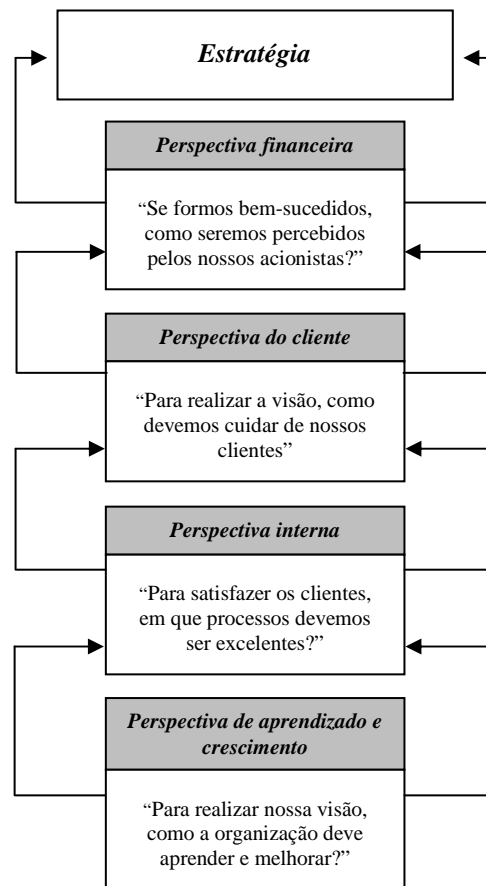 Estratégia
Perspectiva financeira
“Se formos bem-sucedidos,
como seremos percebidos
pelos nossos acionistas?”
Perspectiva do cliente
“Para realizar a visão, como
devemos cuidar de nossos
clientes”
Perspectiva interna
“Para satisfazer os clientes,
em que processos devemos
ser excelentes?”
Perspectiva de aprendizado e
crescimento
“Para realizar nossa visão,
como a organização deve
aprender e melhorar?”